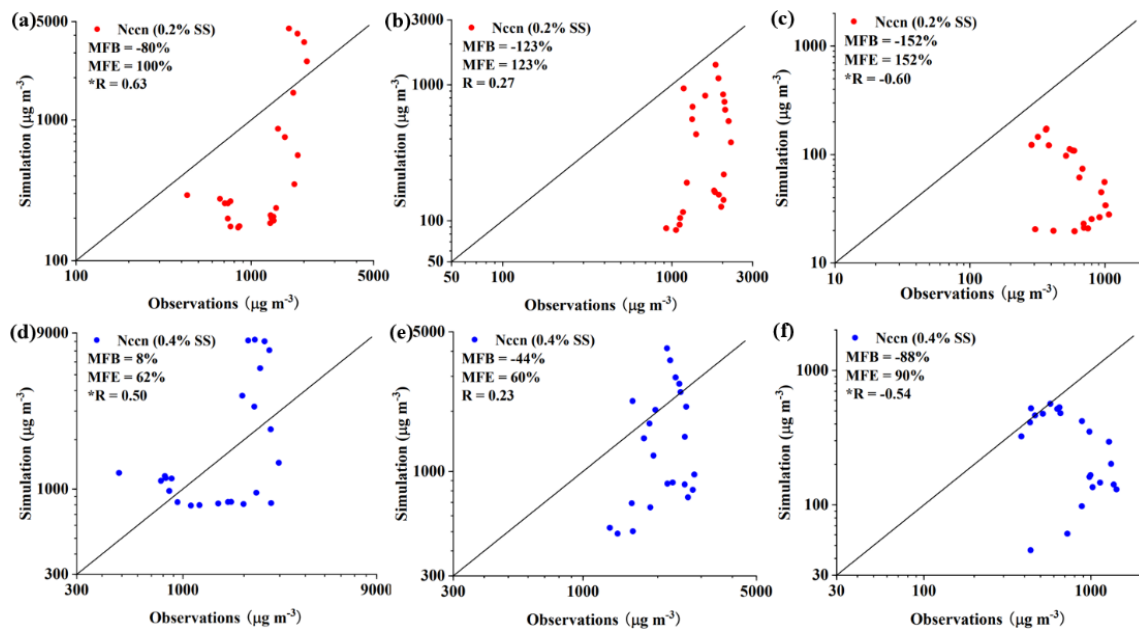 (a)
Nccn (0.2% SS)
MFB = -80%
MFE = 100%
*R = 0.63
5000
1000
100
100
1000
5000
Simulation (μg m⁻³)
Observations (μg m⁻³)
(b)
Nccn (0.2% SS)
MFB = -123%
MFE = 123%
R = 0.27
3000
1000
100
50
50
100
1000
3000
Simulation (μg m⁻³)
Observations (μg m⁻³)
(c)
Nccn (0.2% SS)
MFB = -152%
MFE = 152%
*R = -0.60
1000
100
10
10
100
1000
Simulation (μg m⁻³)
Observations (μg m⁻³)
(d)
Nccn (0.4% SS)
MFB = 8%
MFE = 62%
*R = 0.50
9000
1000
300
300
1000
9000
Simulation (μg m⁻³)
Observations (μg m⁻³)
(e)
Nccn (0.4% SS)
MFB = -44%
MFE = 60%
R = 0.23
5000
1000
300
300
1000
5000
Simulation (μg m⁻³)
Observations (μg m⁻³)
(f)
Nccn (0.4% SS)
MFB = -88%
MFE = 90%
*R = -0.54
1000
100
30
30
100
1000
Simulation (μg m⁻³)
Observations (μg m⁻³)